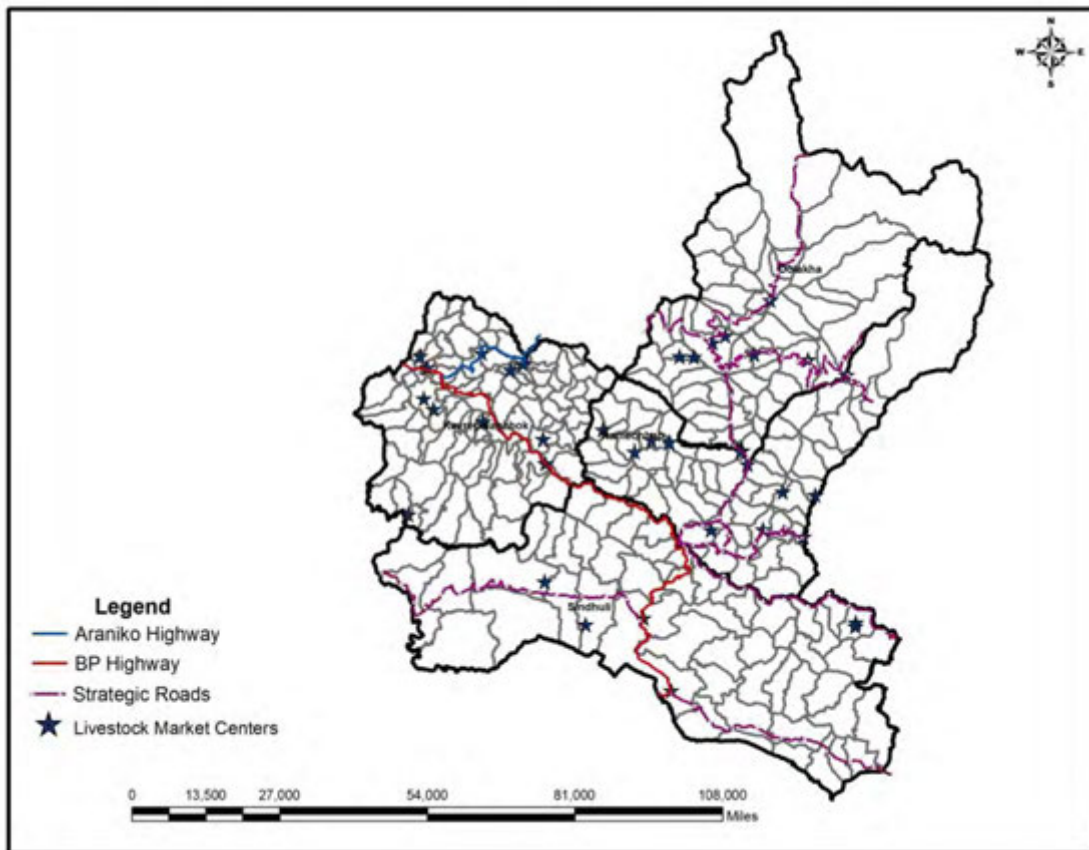 N
W E
S
Dolakha
Sindhuli
Legend
Araniko Highway
BP Highway
Strategic Roads
Livestock Market Centers
0 13,500 27,000 54,000 81,000 108,000
Miles